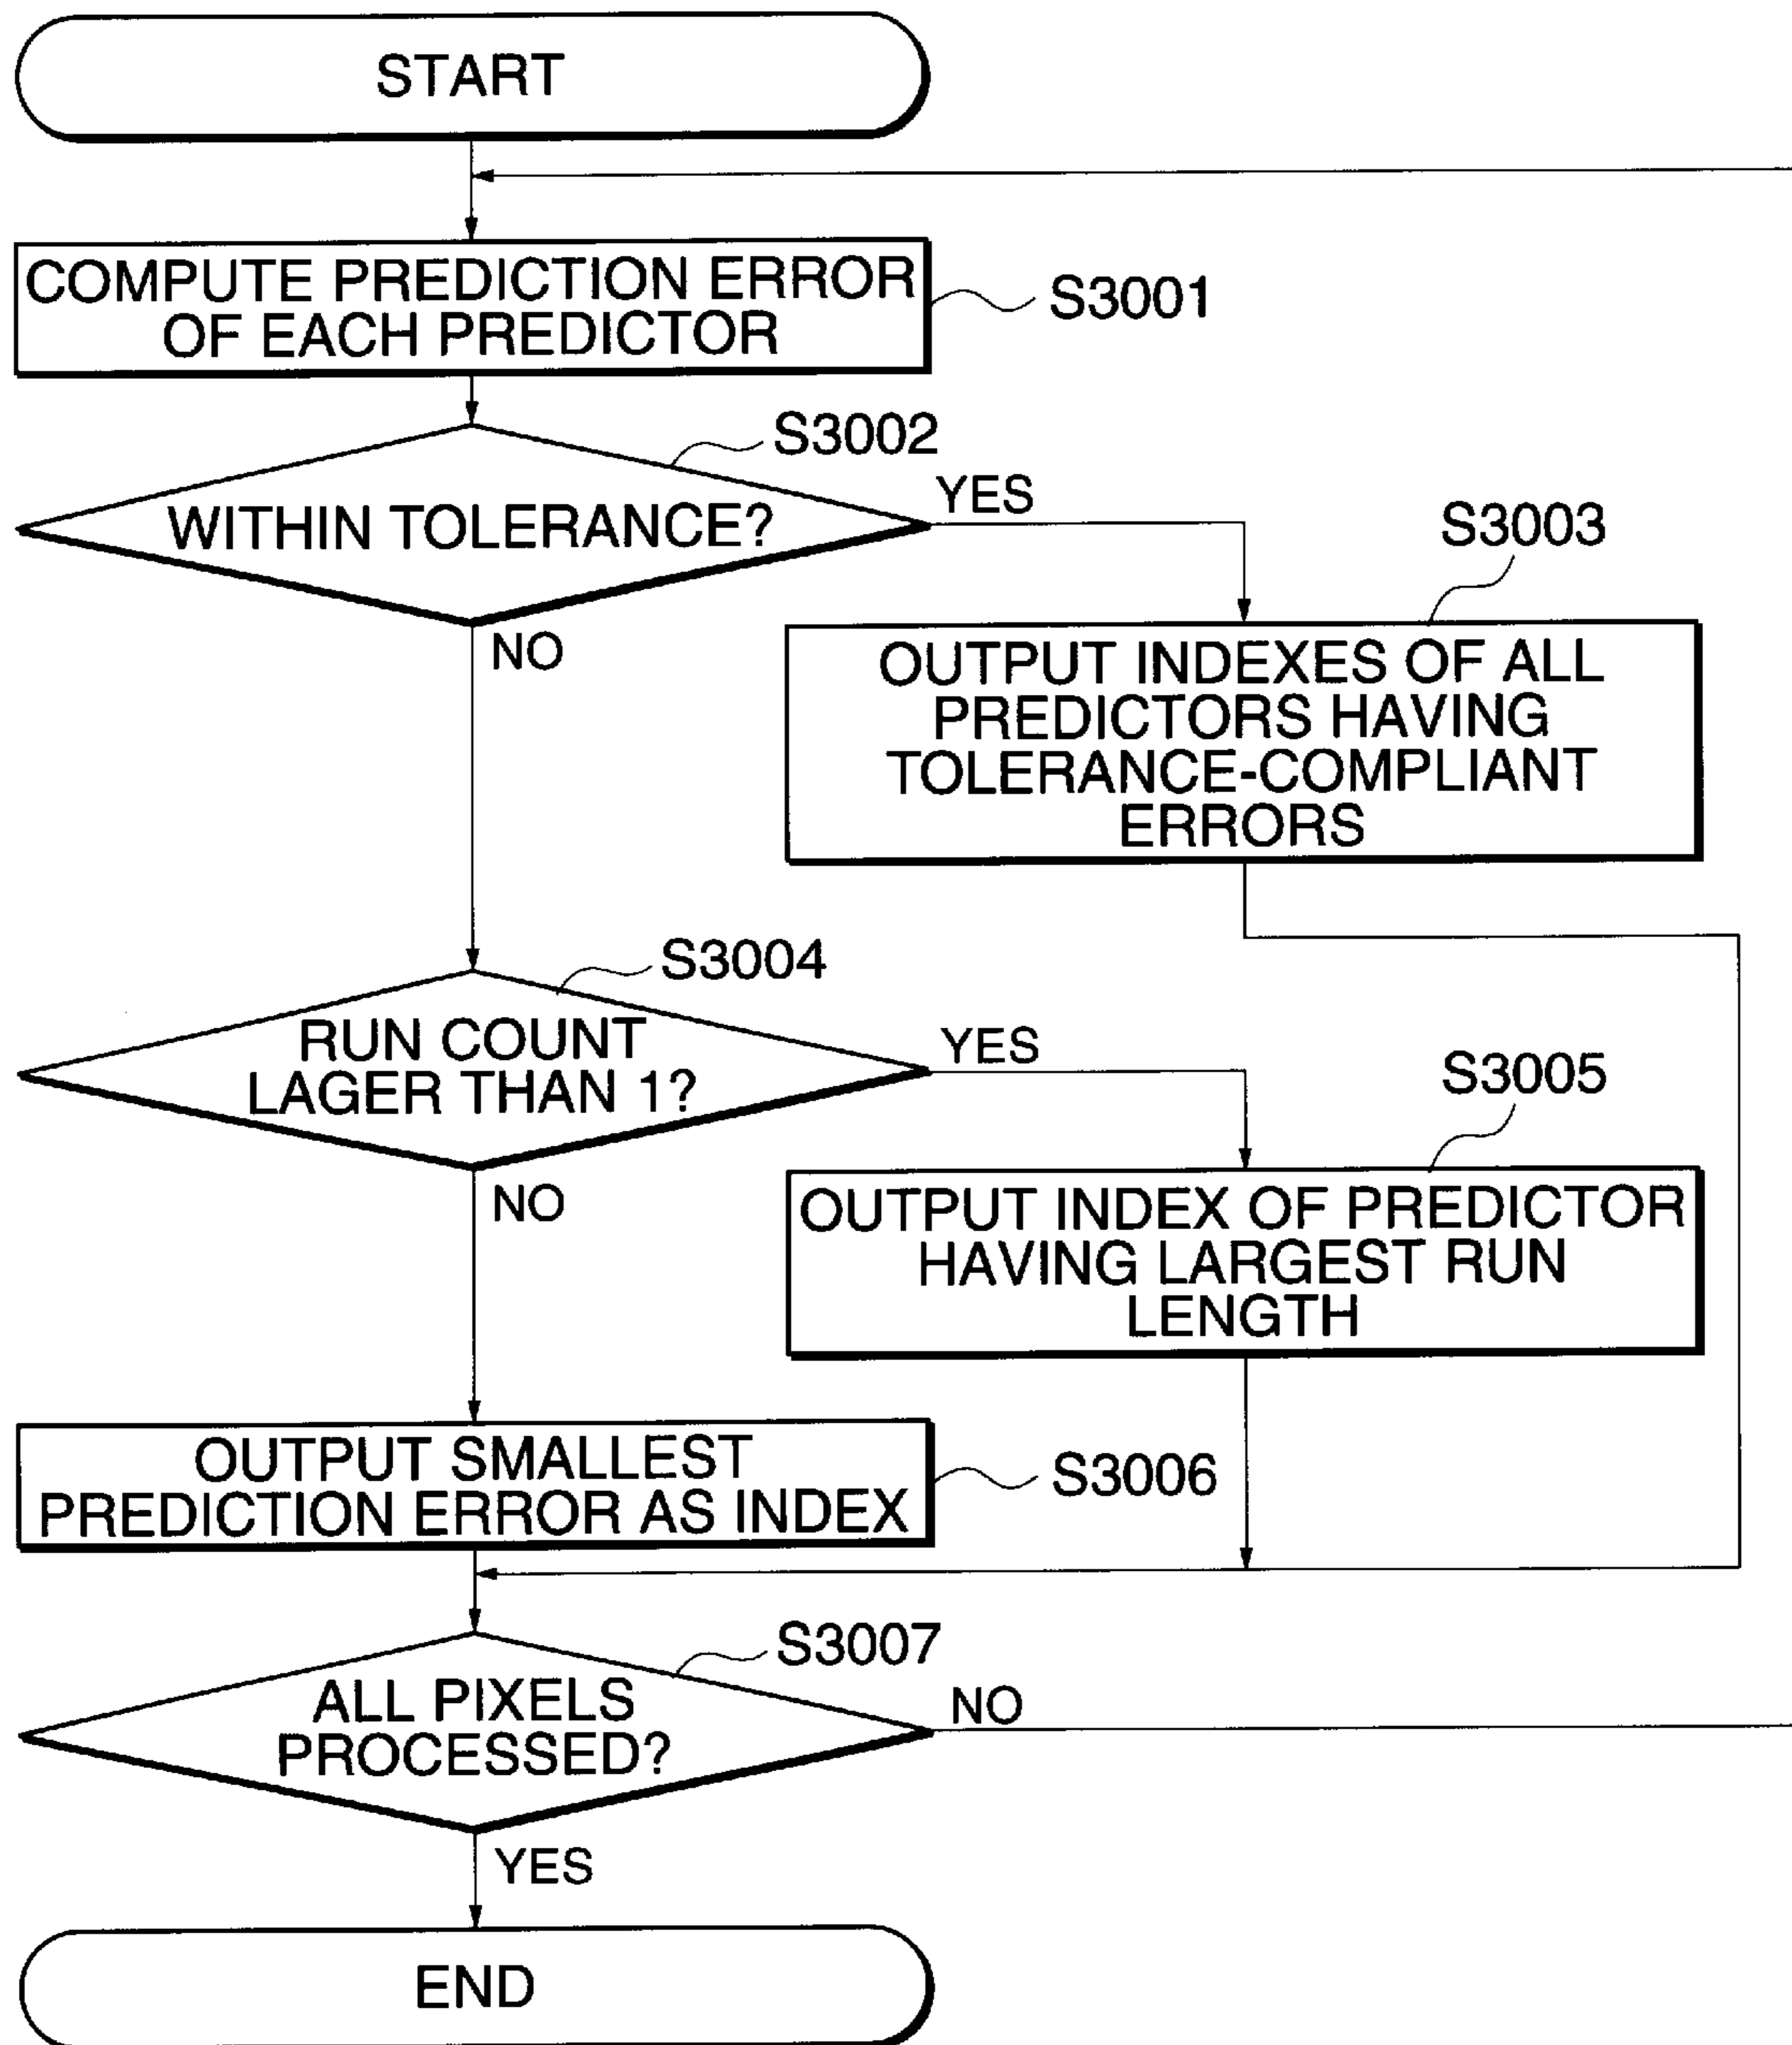 START
COMPUTE PREDICTION ERROR
OF EACH PREDICTOR
S3001
S3002
WITHIN TOLERANCE?
YES
NO
S3003
OUTPUT INDEXES OF ALL
PREDICTORS HAVING
TOLERANCE-COMPLIANT
ERRORS
S3004
RUN COUNT
LAGER THAN 1?
YES
NO
S3005
OUTPUT INDEX OF PREDICTOR
HAVING LARGEST RUN
LENGTH
OUTPUT SMALLEST
PREDICTION ERROR AS INDEX
S3006
S3007
ALL PIXELS
PROCESSED?
NO
YES
END